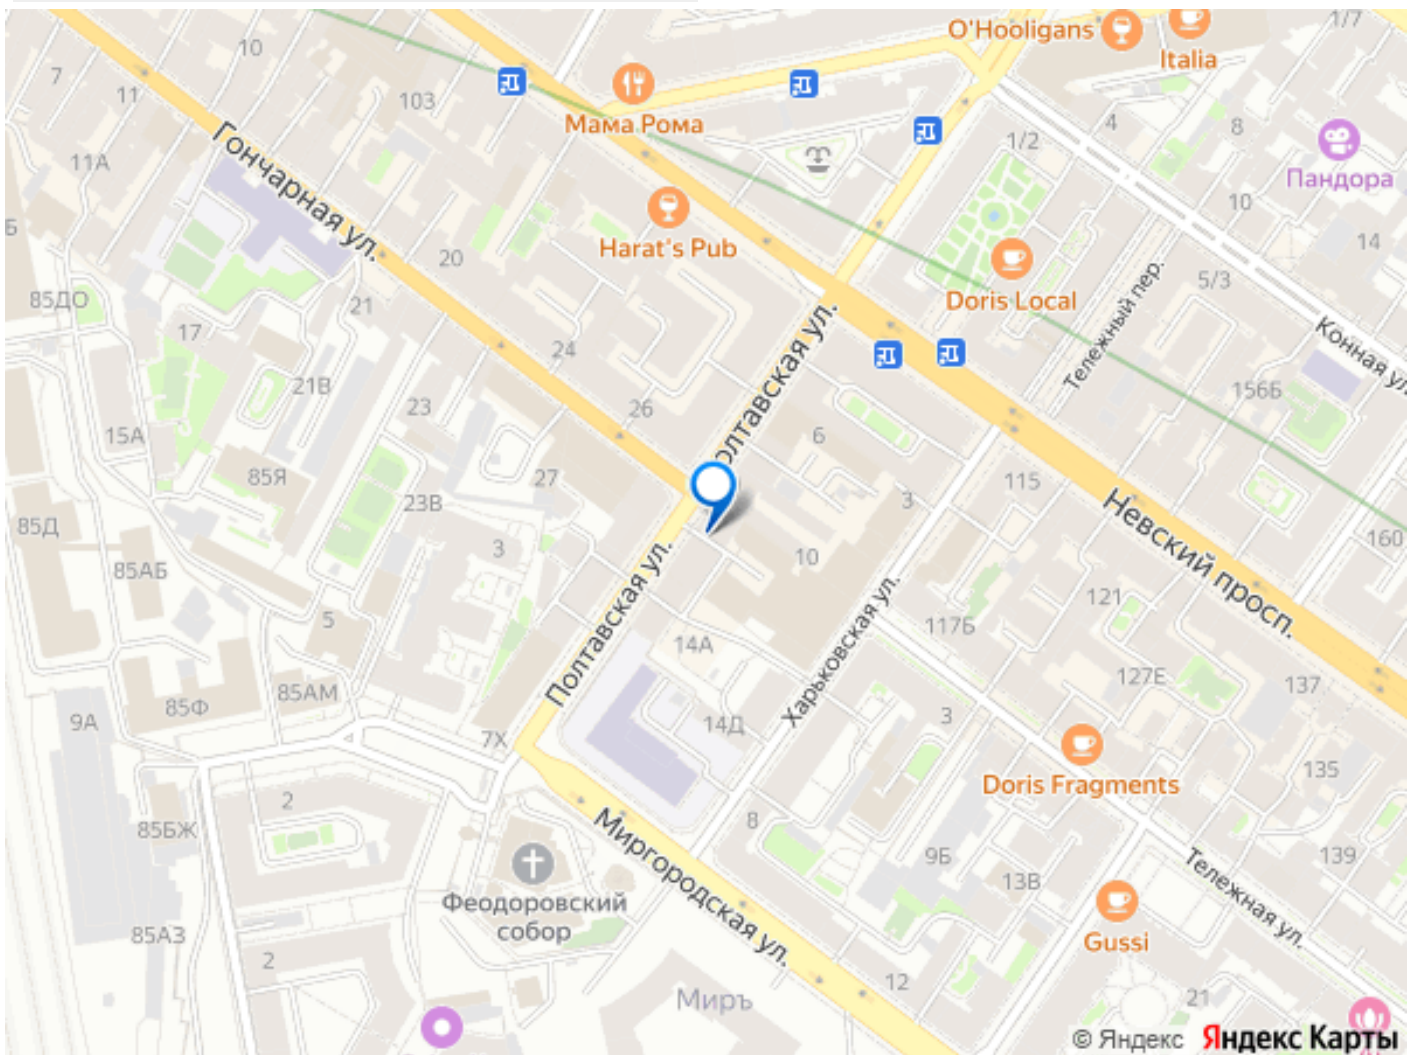 O'Hooligans
Italia
1/7
10
7
11
103
Мама Рома
1/2
4
8
Пандора
11А
Гончарная ул.
Harat's Pub
10
14
Б
20
Doris Local
Тележный пер.
5/3
85ДО
21
17
24
Полтавская ул.
Конная ул.
21В
23
26
156Б
15А
6
85Я
27
23В
3
115
Невский просп.
85Д
160
85АБ
3
10
5
Полтавская ул.
Харьковская ул.
121
117Б
14А
127Е
137
85АМ
85Ф
9А
7Х
14Д
3
Doris Fragments
135
2
85БЖ
8
Миргородская ул.
9Б
13В
139
Тележная ул.
Феодоровский
собор
Gussi
85АЗ
2
12
Миръ
21
© Яндекс Яндекс Карты